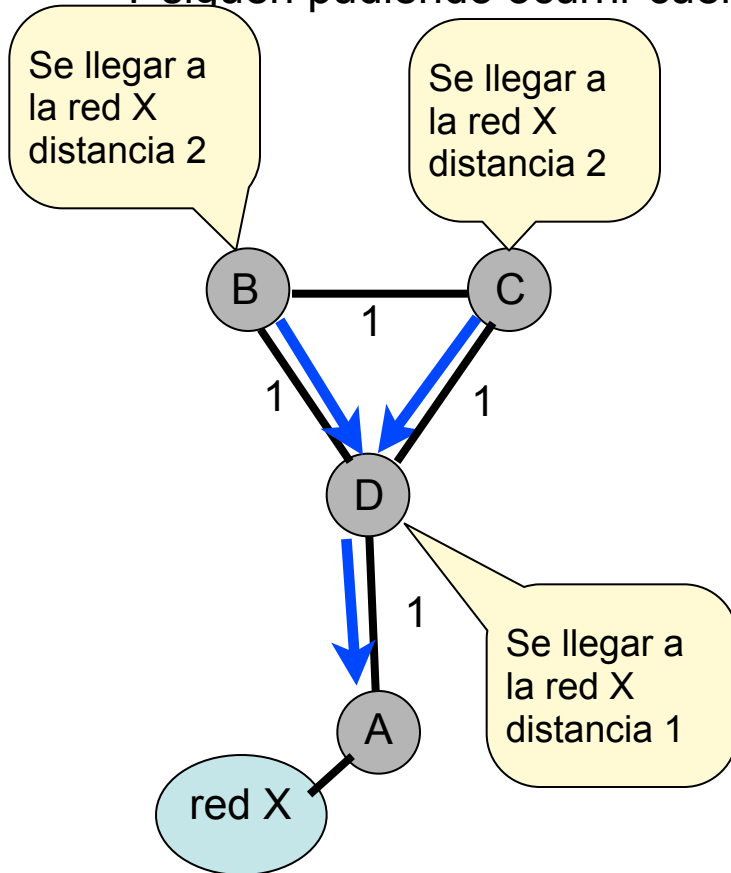 Se llegar a
la red X
distancia 2
Se llegar a
la red X
distancia 2
B
C
1
1
1
D
1
Se llegar a
la red X
distancia 1
A
red X